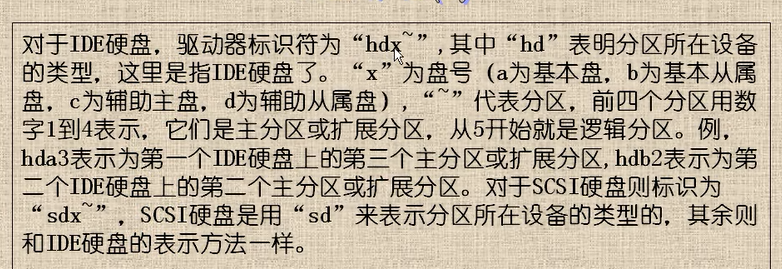 对于IDE硬盘，驱动器标识符为“hdx~”,其中“hd”表明分区所在设备
的类型，这里是指IDE硬盘了。“x”为盘号（a为基本盘，b为基本从属
盘，c为辅助主盘，d为辅助从属盘）,“~”代表分区，前四个分区用数
字1到4表示，它们是主分区或扩展分区，从5开始就是逻辑分区。例，
hda3表示为第一个IDE硬盘上的第三个主分区或扩展分区,hdb2表示为第
二个IDE硬盘上的第二个主分区或扩展分区。对于SCSI硬盘则标识为
“sdx~”，SCSI硬盘是用“sd”来表示分区所在设备的类型的，其余则
和IDE硬盘的表示方法一样。